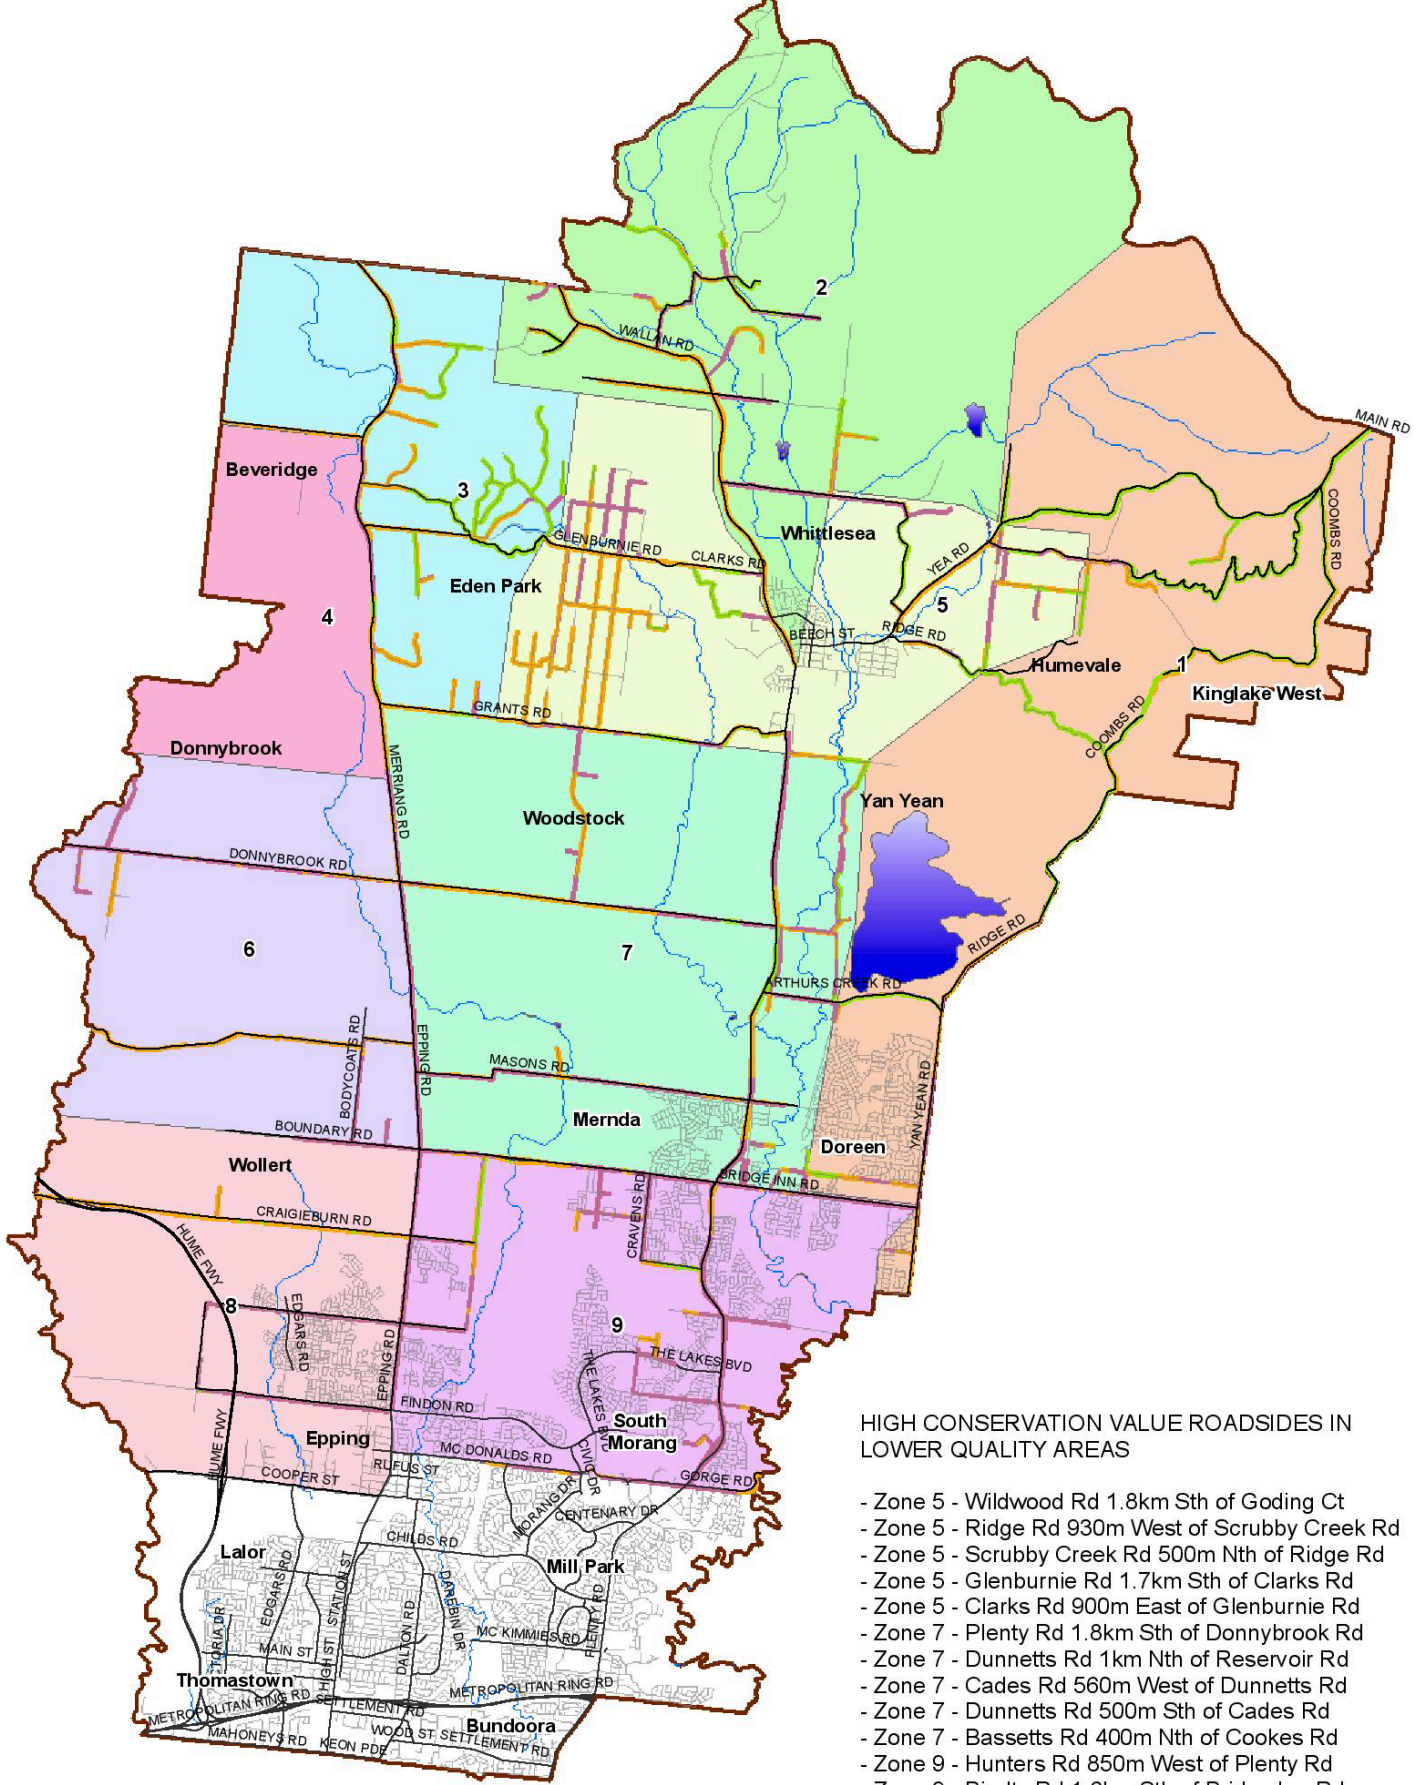 2
WALLAN RD
MAIN RD
Beveridge
3
COOMBS RD
Whittlesea
GLENBURNIE RD
CLARKS RD
YEA RD
Eden Park
4
5
BEECH ST
RIDGE RD
Humevale
1
Kinglake West
GRANTS RD
COOMBS RD
Donnybrook
MERRIANG RD
Yan Yean
Woodstock
DONNYBROOK RD
6
7
RIDGE RD
ARTHURS CREEK RD
BODYCOATS RD
EPPING RD
MASONS RD
YAN YEAN RD
Mernda
BOUNDARY RD
Doreen
Wollert
BRIDGE INN RD
CRAVENS RD
CRAIGIEBURN RD
HUME FWY
8
EDGARS RD
9
EPPING RD
THE LAKES BVD
THE LAKES BV
FINDON RD
South
Morang
HUME FWY
Epping
MC DONALDS RD
CIVIC DR
RUFUS ST
COOPER ST
GORGE RD
MORANG DR
CENTENARY DR
CHILDS RD
Lalor
Mill Park
EDGARS RD
STATION ST
DAREBIN DR
DALTON RD
PLENTY RD
MC KIMMIES RD
TORIA DR
MAIN ST
HIGH ST
Thomastown
METROPOLITAN RING RD
METROPOLITAN RING RD
SETTLEMENT RD
Bundoora
MAHONEYS RD
KEON PDE
WOOD ST
SETTLEMENT RD
HIGH CONSERVATION VALUE ROADSIDES IN
LOWER QUALITY AREAS
- Zone 5 - Wildwood Rd 1.8km Sth of Goding Ct
- Zone 5 - Ridge Rd 930m West of Scrubby Creek Rd
- Zone 5 - Scrubby Creek Rd 500m Nth of Ridge Rd
- Zone 5 - Glenburnie Rd 1.7km Sth of Clarks Rd
- Zone 5 - Clarks Rd 900m East of Glenburnie Rd
- Zone 7 - Plenty Rd 1.8km Sth of Donnybrook Rd
- Zone 7 - Dunnetts Rd 1km Nth of Reservoir Rd
- Zone 7 - Cades Rd 560m West of Dunnetts Rd
- Zone 7 - Dunnetts Rd 500m Sth of Cades Rd
- Zone 7 - Bassetts Rd 400m Nth of Cookes Rd
- Zone 9 - Hunters Rd 850m West of Plenty Rd